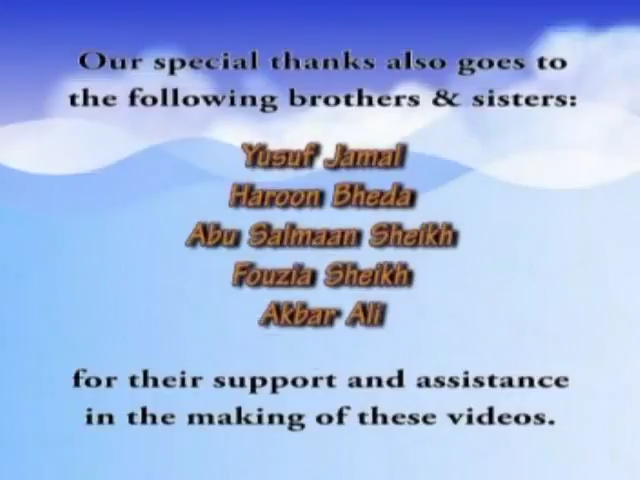 Our special thanks also goes to
the following brothers & sisters:
Yusuf Jamal
Haroon Bheda
Abu Salmaan Sheikh
Fouzia Sheikh
Akbar Ali
for their support and assistance
in the making of these videos.